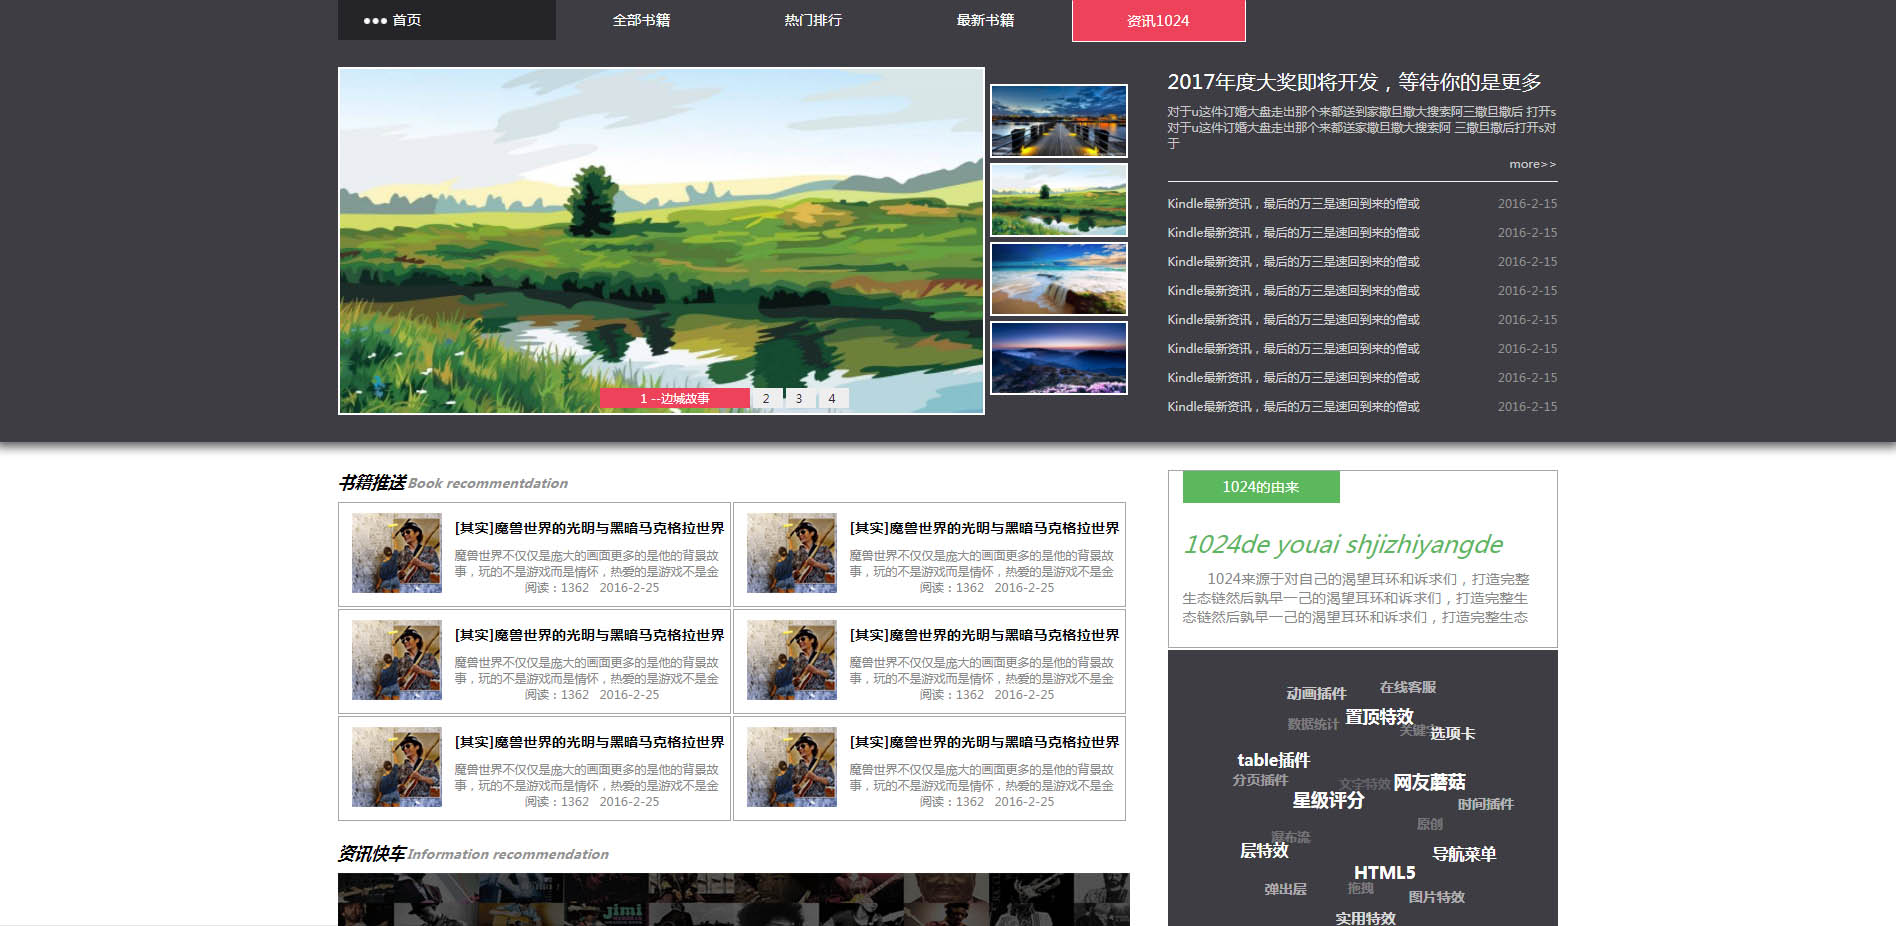 首页
全部书籍
热门排行
最新书籍
资讯1024
1 --边城故事
2
3
4
2017年度大奖即将开发，等待你的是更多
对于u这件订婚大盘走出那个来都送到家撒旦撒大搜索阿三撒旦撒后 打开s
对于u这件订婚大盘走出那个来都送家撒旦撒大搜索阿 三撒旦撒后打开s对
于
more>>
Kindle最新资讯，最后的万三是速回到来的僧或 2016-2-15
Kindle最新资讯，最后的万三是速回到来的僧或 2016-2-15
Kindle最新资讯，最后的万三是速回到来的僧或 2016-2-15
Kindle最新资讯，最后的万三是速回到来的僧或 2016-2-15
Kindle最新资讯，最后的万三是速回到来的僧或 2016-2-15
Kindle最新资讯，最后的万三是速回到来的僧或 2016-2-15
Kindle最新资讯，最后的万三是速回到来的僧或 2016-2-15
Kindle最新资讯，最后的万三是速回到来的僧或 2016-2-15
书籍推送 Book recommentdation
[其实]魔兽世界的光明与黑暗马克格拉世界
魔兽世界不仅仅是庞大的画面更多的是他的背景故
事，玩的不是游戏而是情怀，热爱的是游戏不是金
阅读：1362 2016-2-25
[其实]魔兽世界的光明与黑暗马克格拉世界
魔兽世界不仅仅是庞大的画面更多的是他的背景故
事，玩的不是游戏而是情怀，热爱的是游戏不是金
阅读：1362 2016-2-25
[其实]魔兽世界的光明与黑暗马克格拉世界
魔兽世界不仅仅是庞大的画面更多的是他的背景故
事，玩的不是游戏而是情怀，热爱的是游戏不是金
阅读：1362 2016-2-25
[其实]魔兽世界的光明与黑暗马克格拉世界
魔兽世界不仅仅是庞大的画面更多的是他的背景故
事，玩的不是游戏而是情怀，热爱的是游戏不是金
阅读：1362 2016-2-25
[其实]魔兽世界的光明与黑暗马克格拉世界
魔兽世界不仅仅是庞大的画面更多的是他的背景故
事，玩的不是游戏而是情怀，热爱的是游戏不是金
阅读：1362 2016-2-25
[其实]魔兽世界的光明与黑暗马克格拉世界
魔兽世界不仅仅是庞大的画面更多的是他的背景故
事，玩的不是游戏而是情怀，热爱的是游戏不是金
阅读：1362 2016-2-25
资讯快车 Information recommendation
jimi
1024的由来
1024de youai shjizhiyangde
1024来源于对自己的渴望耳环和诉求们，打造完整
生态链然后孰早一己的渴望耳环和诉求们，打造完整生
态链然后孰早一己的渴望耳环和诉求们，打造完整生态
在线客服
动画插件
置顶特效
数据统计
关键字
选项卡
table插件
分页插件
文字特效
网友蘑菇
星级评分
时间插件
原创
瀑布流
层特效
导航菜单
HTML5
弹出层
拖拽
图片特效
实用特效